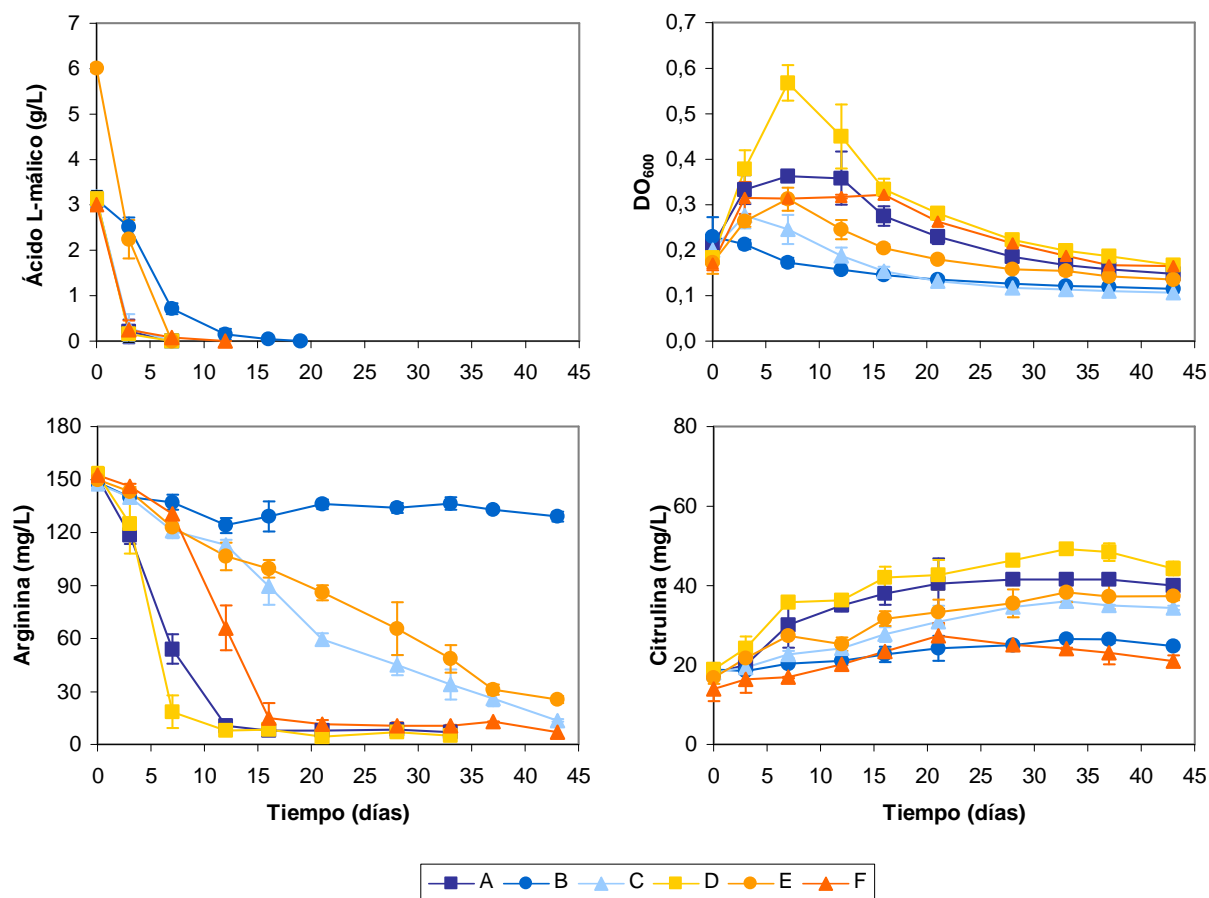 Ácido L-málico (g/L)
7
6
5
4
3
2
1
0
0 5 10 15 20 25 30 35 40 45
DO600
0,7
0,6
0,5
0,4
0,3
0,2
0,1
0,0
0 5 10 15 20 25 30 35 40 45
Arginina (mg/L)
180
150
120
90
60
30
0
0 5 10 15 20 25 30 35 40 45
Tiempo (días)
Citrulina (mg/L)
80
60
40
20
0
0 5 10 15 20 25 30 35 40 45
Tiempo (días)
A B C D E F